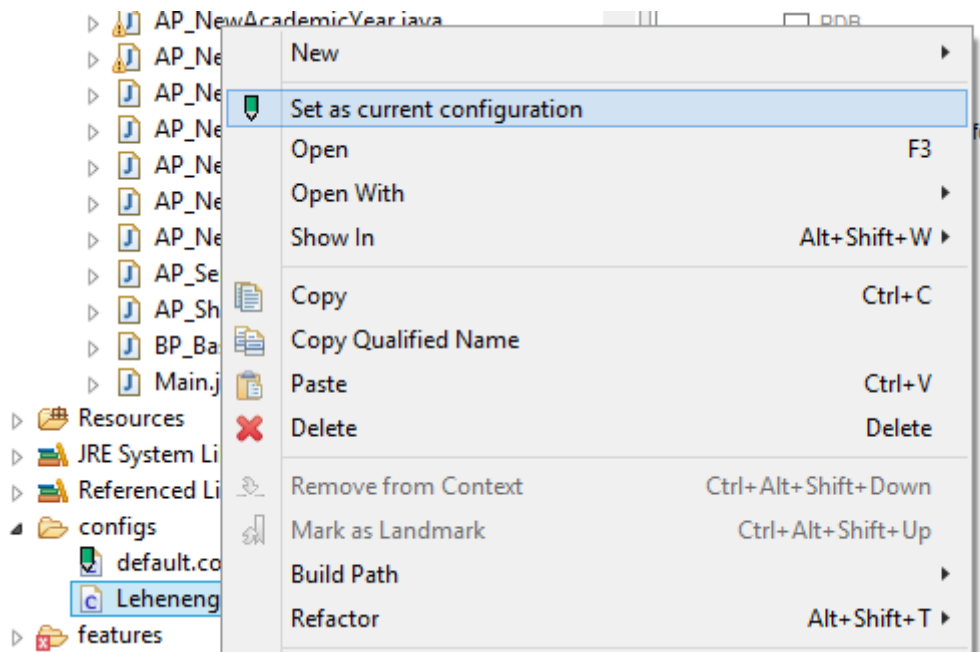 AP_NewAcademicYear.java
RDB
AP_Ne
AP_Ne
AP_Ne
AP_Ne
AP_Ne
AP_Ne
AP_Se
AP_Sh
BP_Ba
Main.j
Resources
JRE System Li
Referenced Li
configs
default.co
Leheneng
features
New
Set as current configuration
Open F3
Open With
Show In Alt+Shift+W
Copy Ctrl+C
Copy Qualified Name
Paste Ctrl+V
Delete Delete
Remove from Context Ctrl+Alt+Shift+Down
Mark as Landmark Ctrl+Alt+Shift+Up
Build Path
Refactor Alt+Shift+T